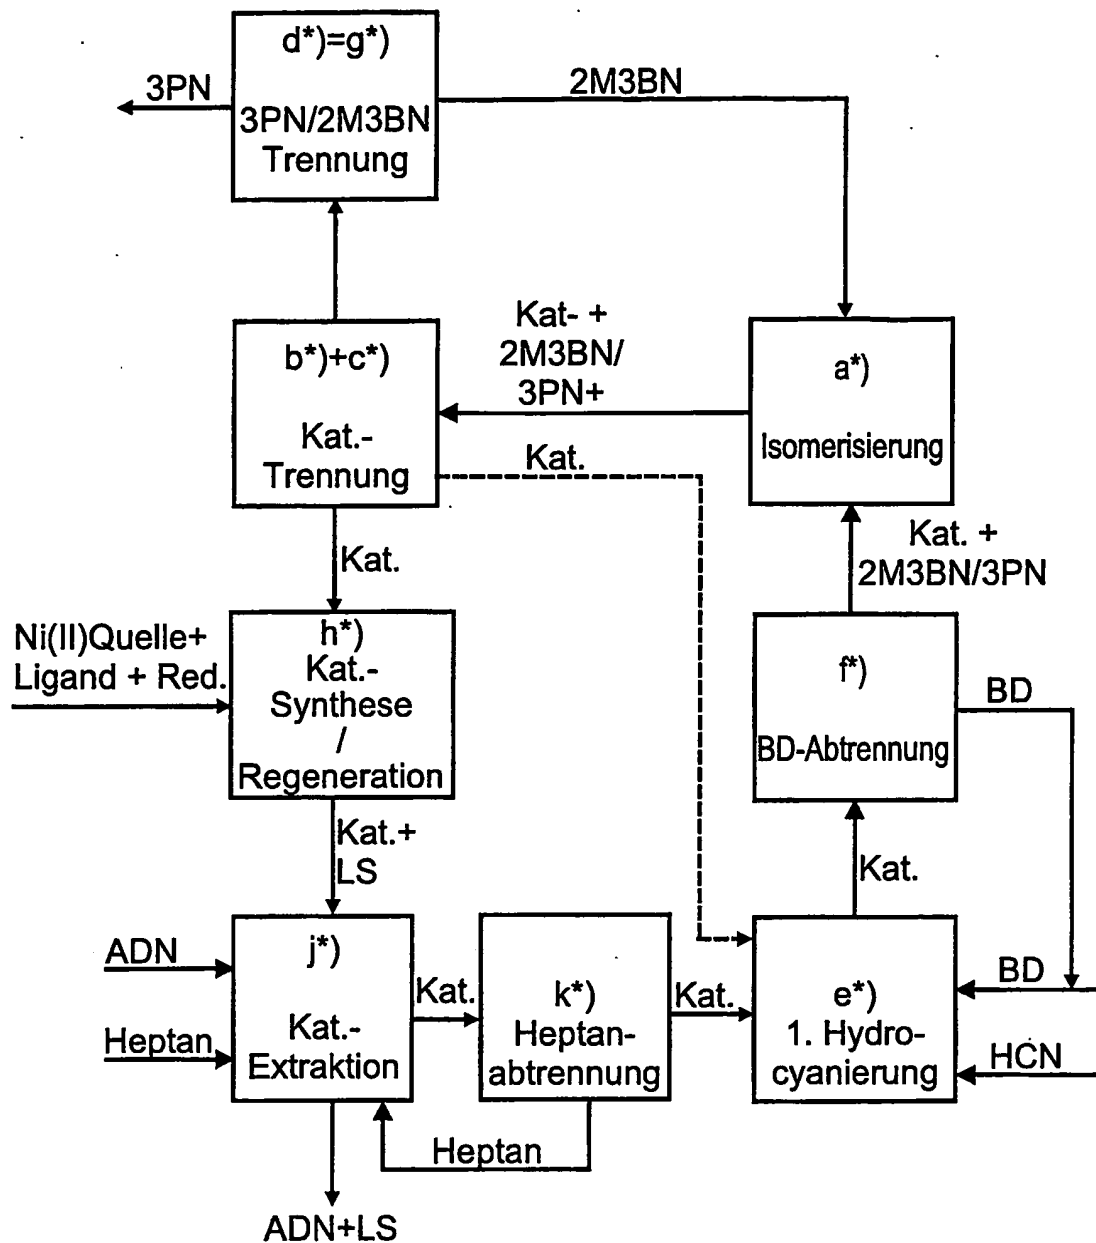 d*)=g*)
3PN/2M3BN
Trennung
3PN
2M3BN
b*)+c*)
Kat.-
Trennung
Kat- +
2M3BN/
3PN+
a*)
Isomerisierung
Kat.
Kat.
Kat. +
2M3BN/3PN
Ni(II)Quelle+
Ligand + Red.
h*)
Kat.-
Synthese
/
Regeneration
f*)
BD-Abtrennung
BD
Kat.+
LS
Kat.
ADN
Heptan
j*)
Kat.-
Extraktion
Kat.
k*)
Heptan-
abtrennung
Kat.
e*)
1. Hydro-
cyanierung
BD
HCN
Heptan
ADN+LS